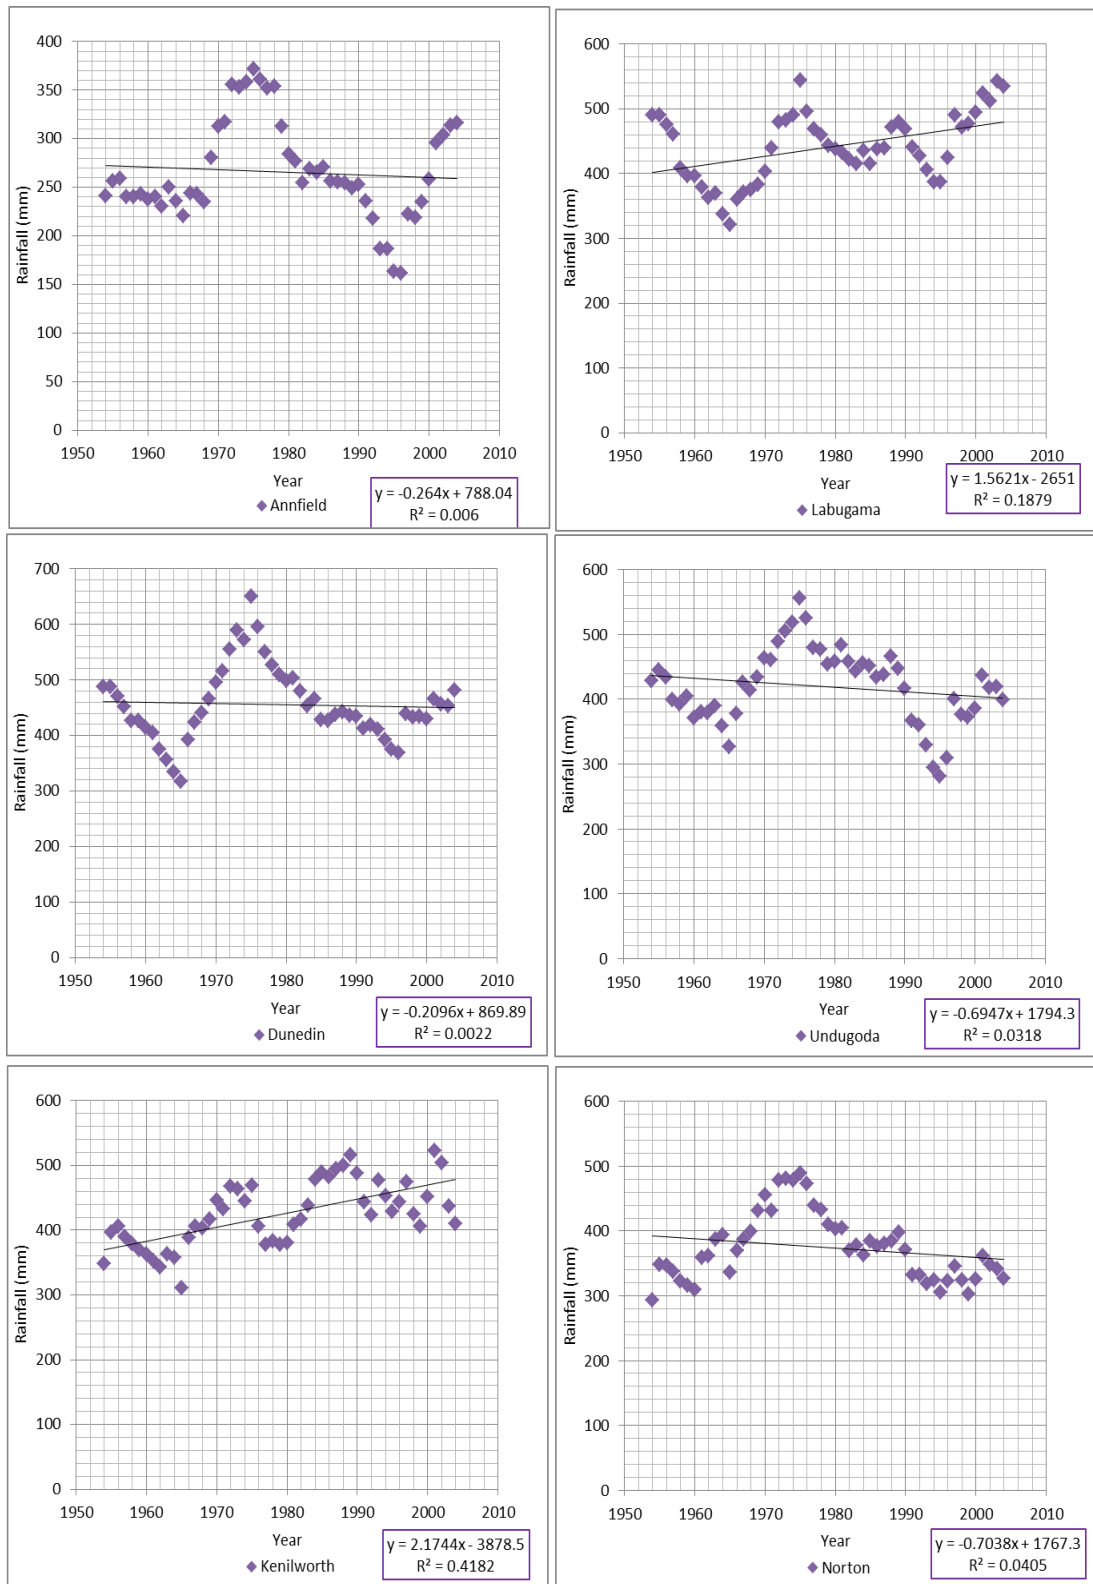 400
350
300
250
200
150
100
50
0
Rainfall (mm)
1950 1960 1970 1980 1990 2000 2010
Year
Annfield
y = -0.264x + 788.04
R² = 0.006
600
500
400
300
200
100
0
Rainfall (mm)
1950 1960 1970 1980 1990 2000 2010
Year
Labugama
y = 1.5621x - 2651
R² = 0.1879
700
600
500
400
300
200
100
0
Rainfall (mm)
1950 1960 1970 1980 1990 2000 2010
Year
Dunedin
y = -0.2096x + 869.89
R² = 0.0022
600
500
400
300
200
100
0
Rainfall (mm)
1950 1960 1970 1980 1990 2000 2010
Year
Undugoda
y = -0.6947x + 1794.3
R² = 0.0318
600
500
400
300
200
100
0
Rainfall (mm)
1950 1960 1970 1980 1990 2000 2010
Year
Kenilworth
y = 2.1744x - 3878.5
R² = 0.4182
600
500
400
300
200
100
0
Rainfall (mm)
1950 1960 1970 1980 1990 2000 2010
Year
Norton
y = -0.7038x + 1767.3
R² = 0.0405